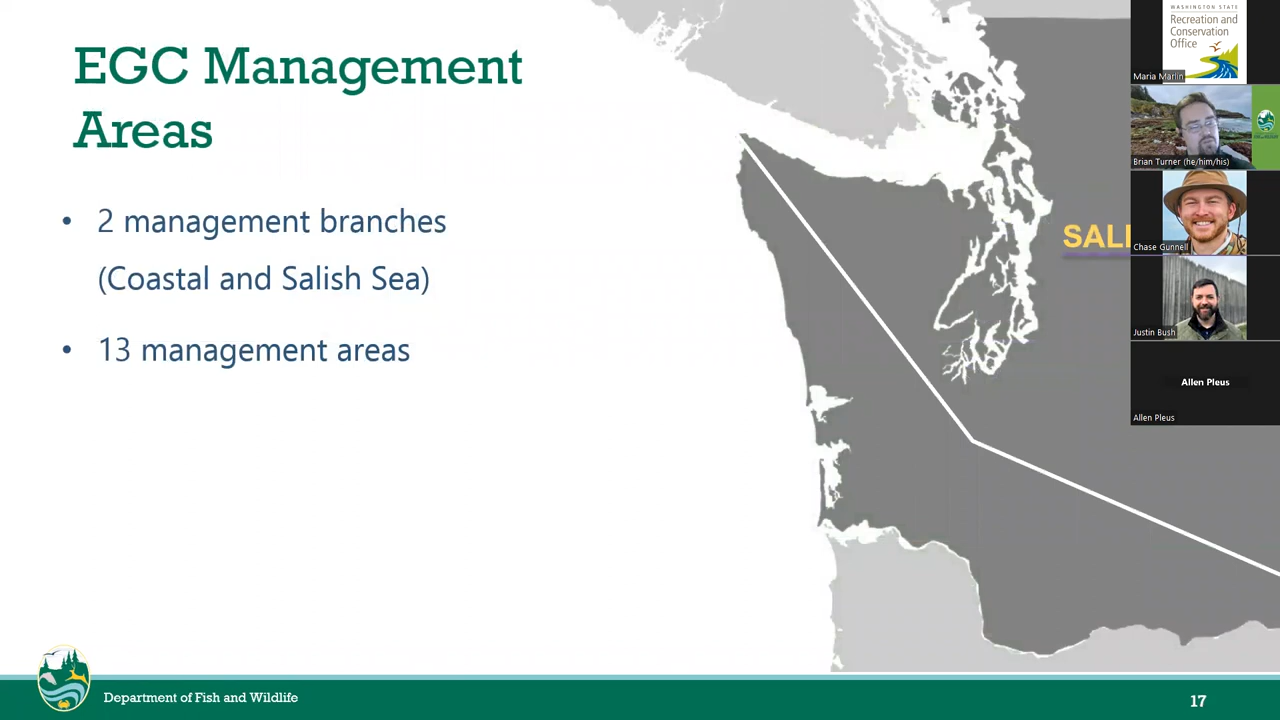 EGC Management
Areas
• 2 management branches
(Coastal and Salish Sea)
• 13 management areas
SALI
Department of Fish and Wildlife
17
WASHINGTON STATE
Recreation and
Conservation
Office
Maria Marlin
Brian Turner (he/him/his)
Chase Gunnell
Justin Bush
Allen Pleus
Allen Pleus